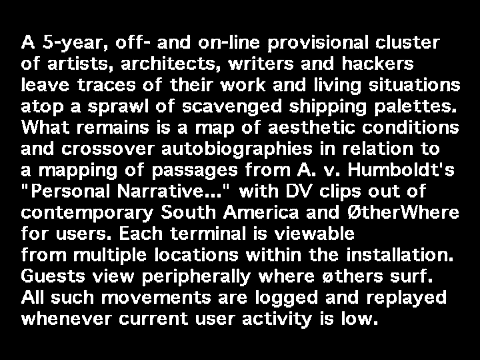 A 5-year, off- and on-line provisional cluster
of artists, architects, writers and hackers
leave traces of their work and living situations
atop a sprawl of scavenged shipping palettes.
What remains is a map of aesthetic conditions
and crossover autobiographies in relation to
a mapping of passages from A. v. Humboldt's
"Personal Narrative..." with DV clips out of
contemporary South America and ØtherWhere
for users. Each terminal is viewable
from multiple locations within the installation.
Guests view peripherally where øthers surf.
All such movements are logged and replayed
whenever current user activity is low.